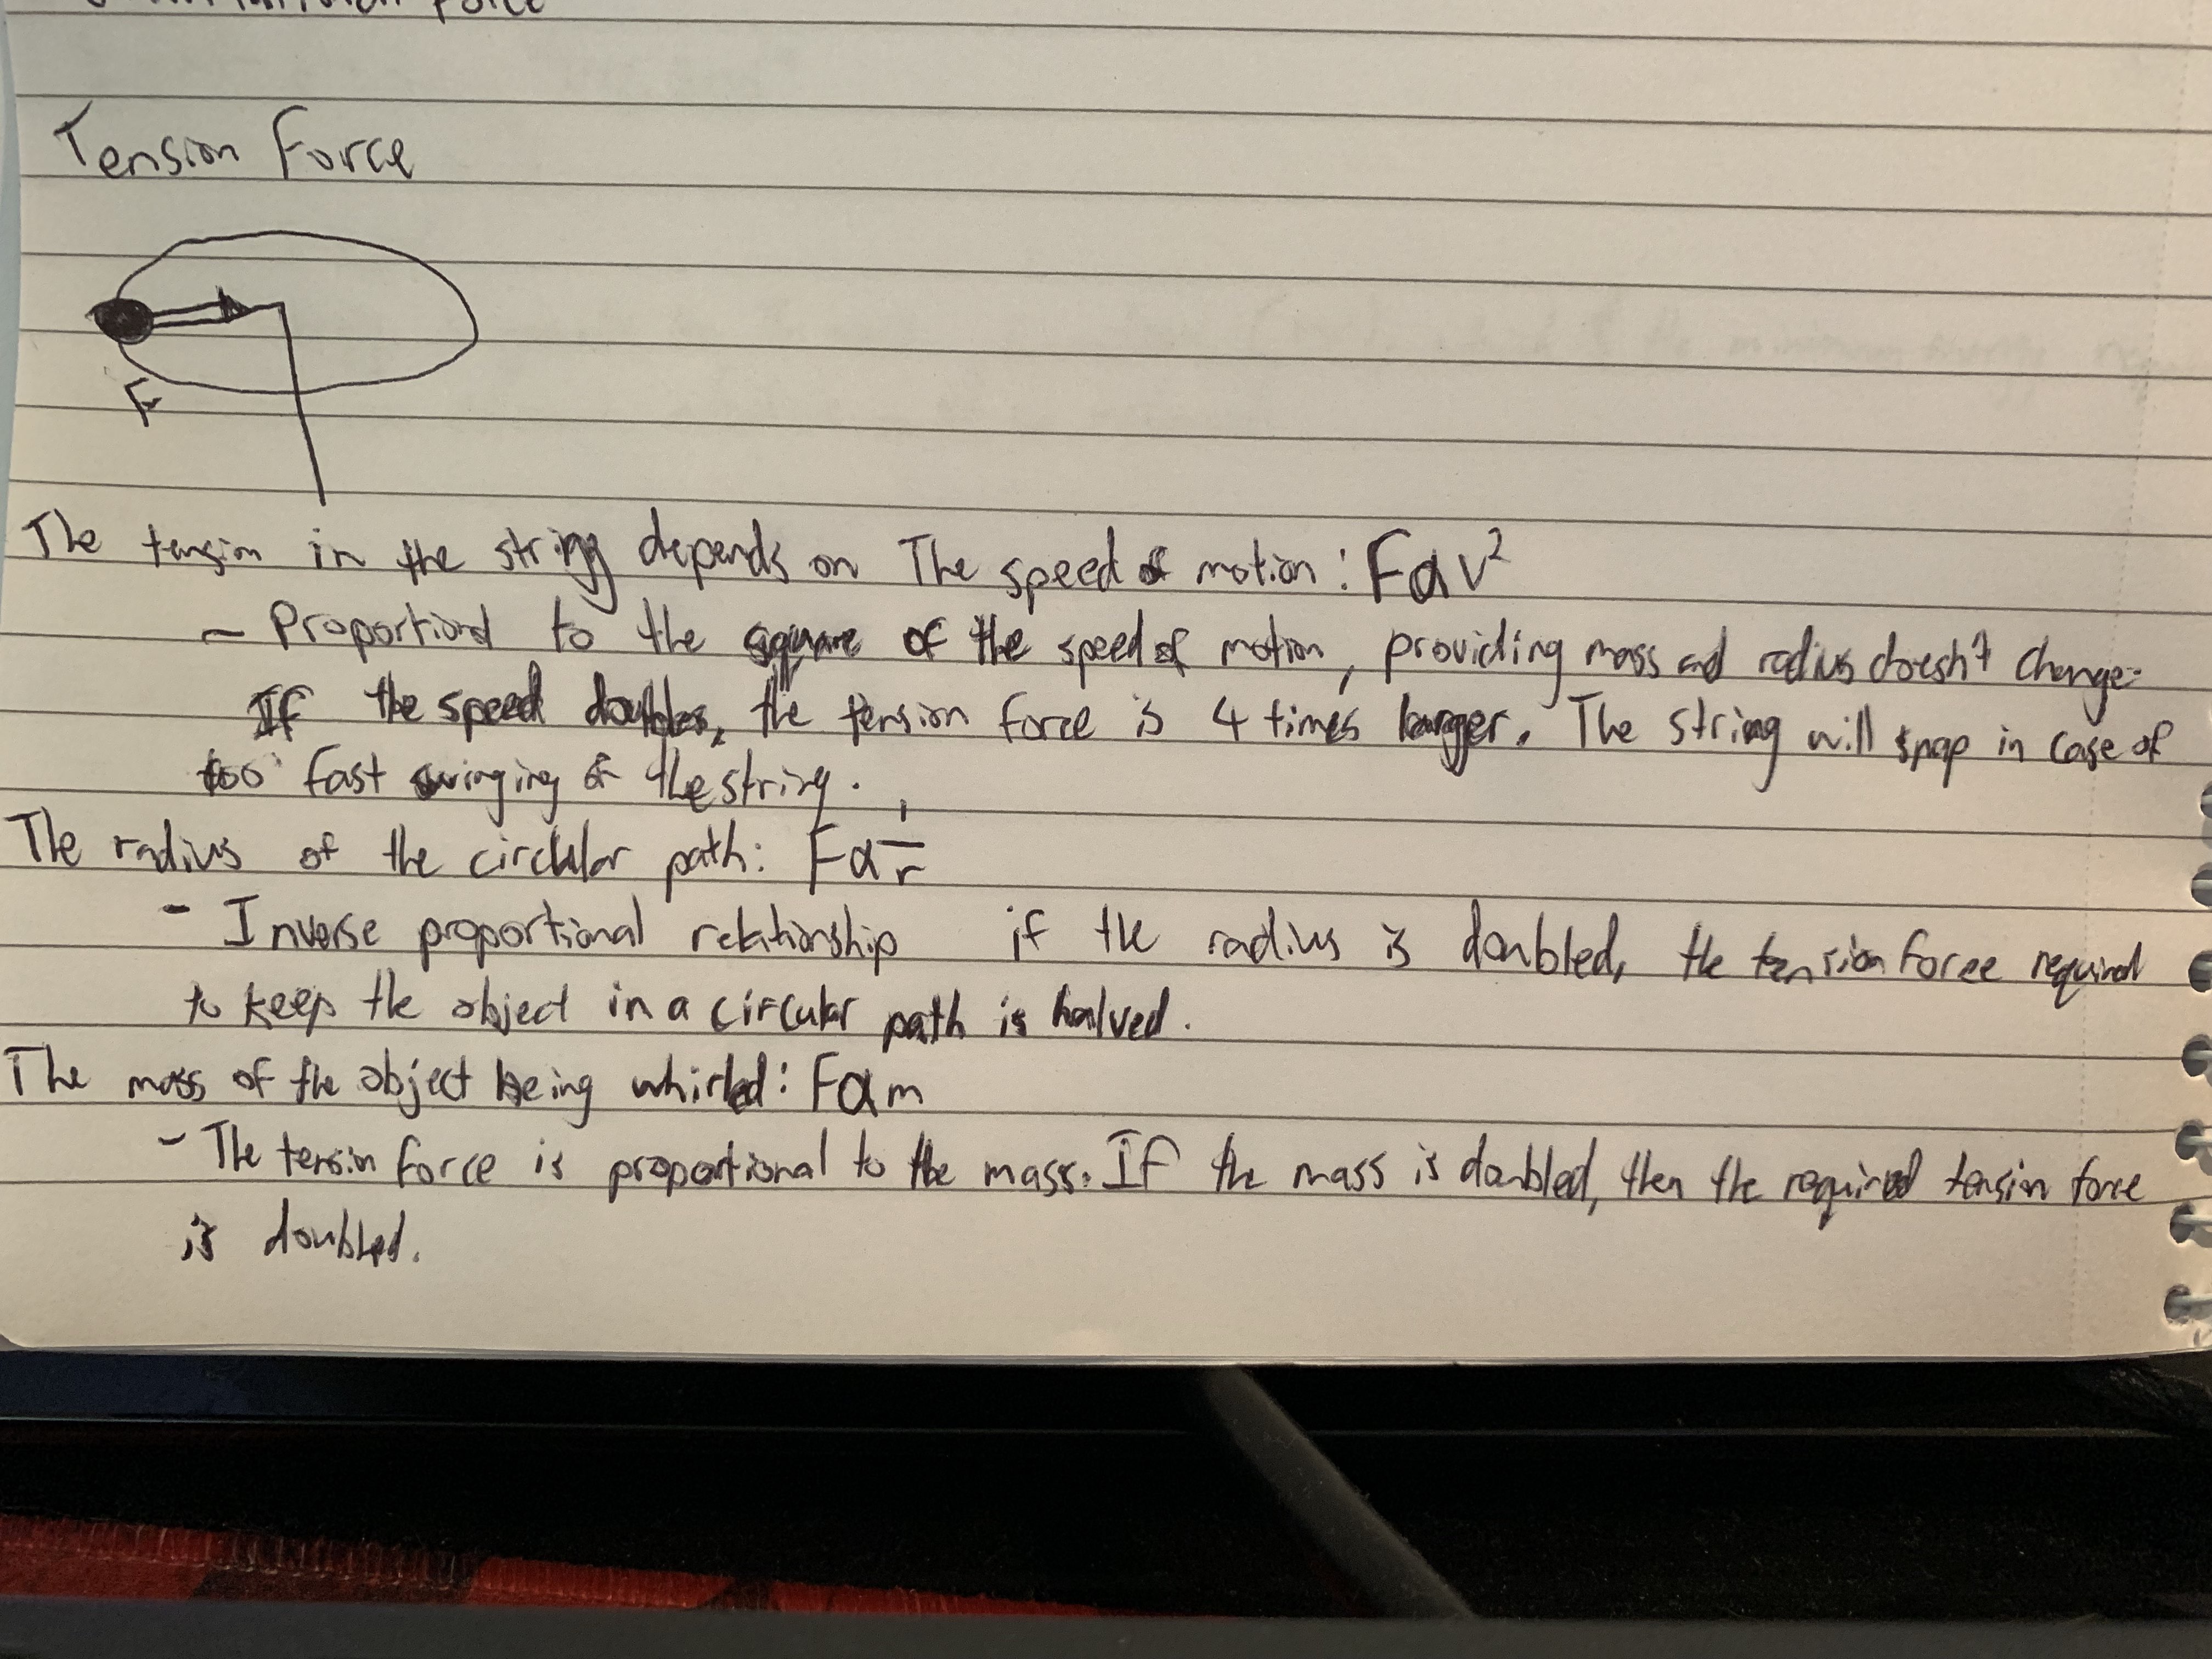 Force
Tension Force
F
The tension in the string depends on The speed of motion: F α v²
- Proportional to the square of the speed of motion, providing mass and radius doesn't change.
If the speed doubles, the tension force is 4 times larger. The string will snap in case of
too fast swinging of the string.
The radius of the circular path: F α 1/r
- Inverse proportional relationship if the radius is doubled, the tension force required
to keep the object in a circular path is halved.
The mass of the object being whirled: F α m
- The tension force is proportional to the mass. If the mass is doubled, then the required tension force
is doubled.